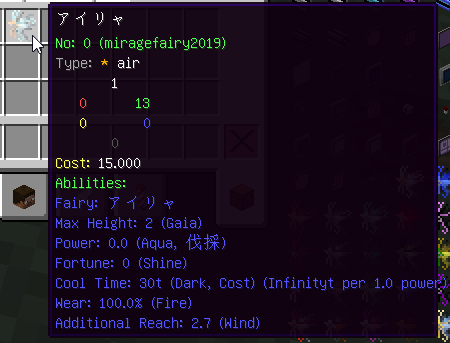 アイリャ
No: 0 (miragefairy2019)
Type: * air
1
0 13
0 0
0
Cost: 15.000
Abilities:
Fairy: アイリャ
Max Height: 2 (Gaia)
Power: 0.0 (Aqua, 伐採)
Fortune: 0 (Shine)
Cool Time: 30t (Dark, Cost) (Infinityt per 1.0 power)
Wear: 100.0% (Fire)
Additional Reach: 2.7 (Wind)